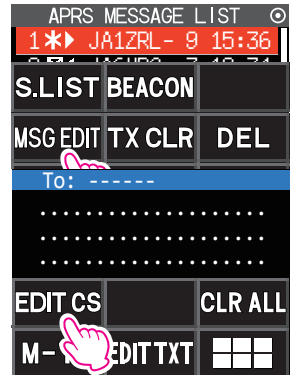 APRS MESSAGE LIST
1 JA1ZRL- 9 15:36
S.LIST BEACON
MSG EDIT TX CLR DEL
To: ------
....................
....................
EDIT CS CLR ALL
EDIT TXT